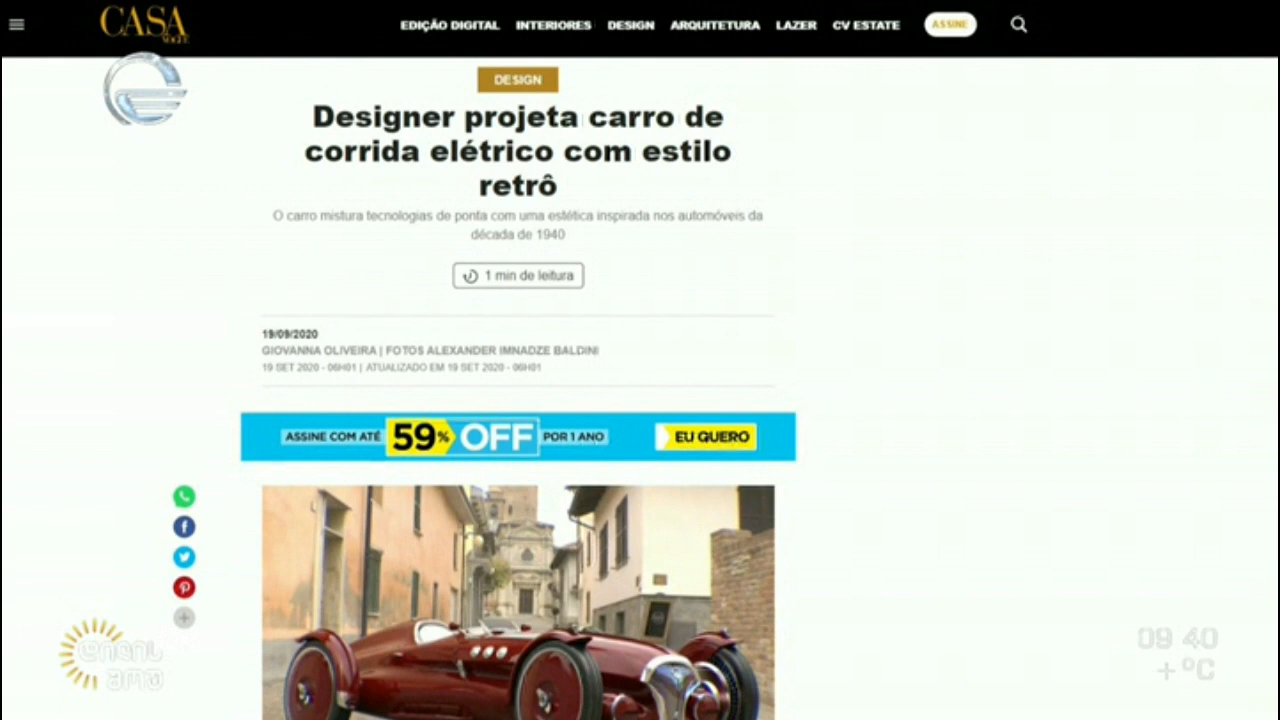 CASA
VOGUE
EDIÇÃO DIGITAL INTERIORES DESIGN ARQUITETURA LAZER CV ESTATE ASSINE
DESIGN
Designer projeta carro de
corrida elétrico com estilo
retrô
O carro mistura tecnologias de ponta com uma estética inspirada nos automóveis da
década de 1940
1 min de leitura
19/09/2020
GIOVANNA OLIVEIRA | FOTOS ALEXANDER IMNADZE BALDINI
19 SET 2020 - 06H01 | ATUALIZADO EM 19 SET 2020 - 06H01
ASSINE COM ATÉ 59% OFF POR 1 ANO EU QUERO
09 40
+ °C